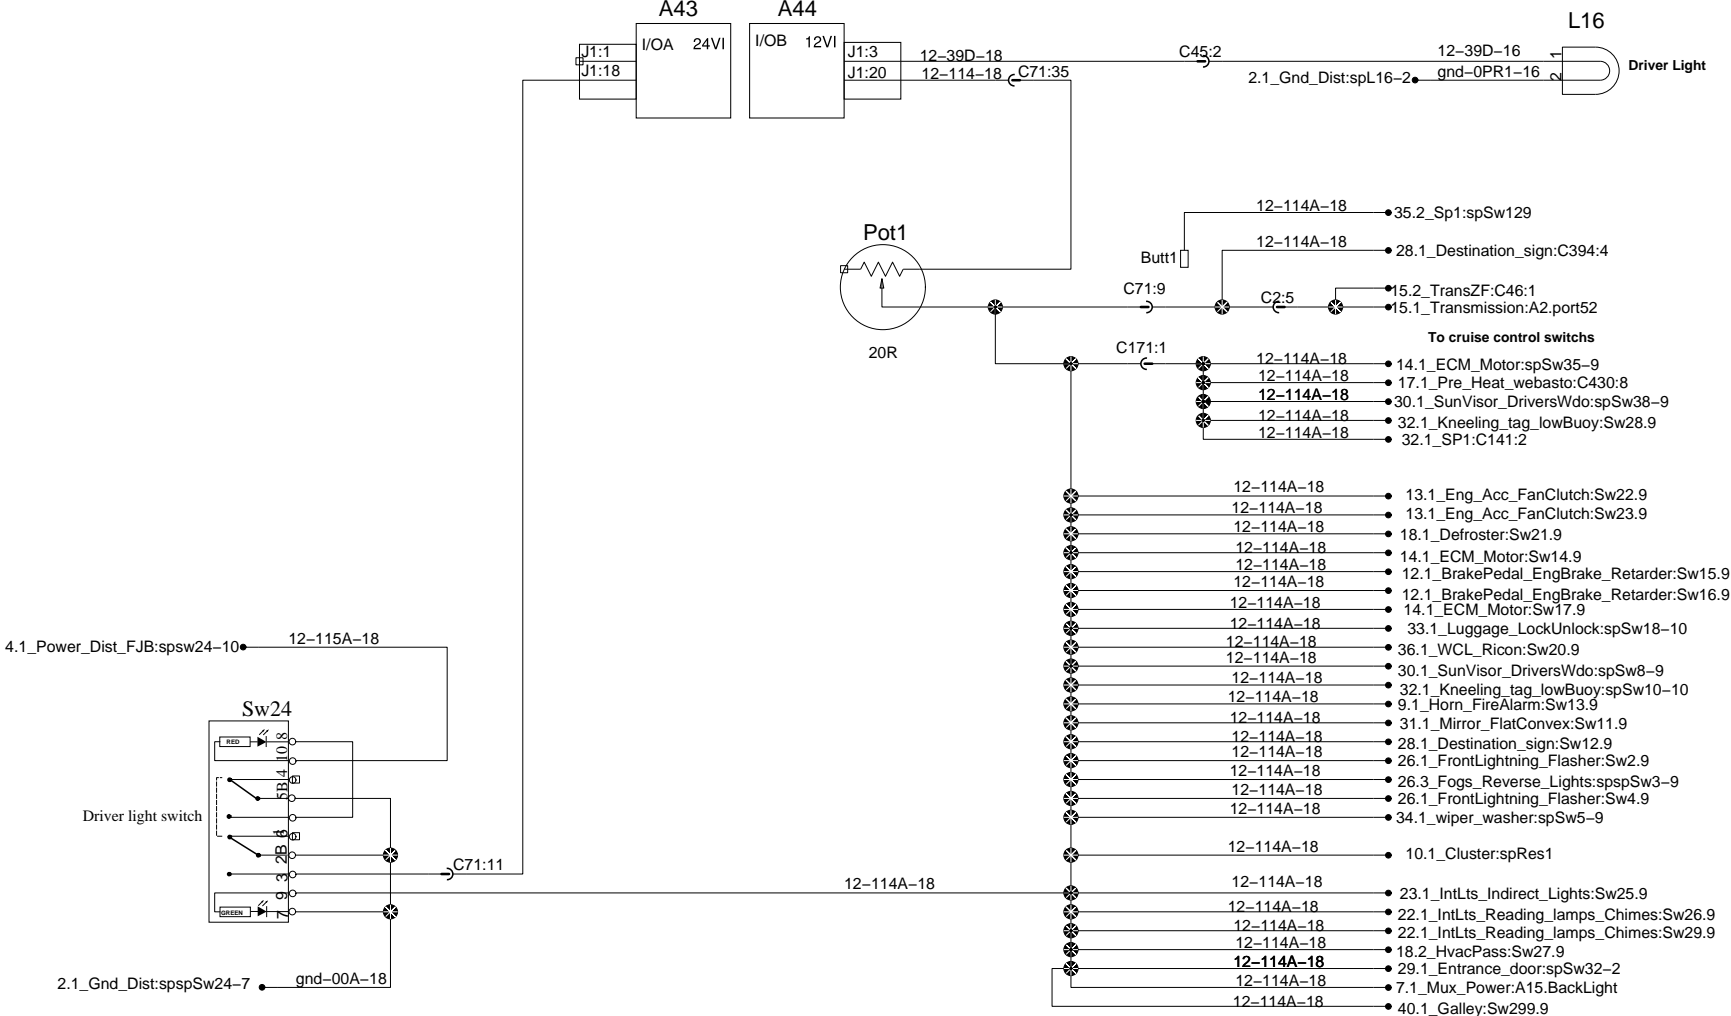 A43
A44
L16
I/OA 24VI
I/OB 12VI
J1:1
J1:18
J1:3
J1:20
12-39D-18
12-114-18
C71:35
C45:2
12-39D-16
2.1_Gnd_Dist:spL16-2
gnd-0PR1-16
1
2
Driver Light
Pot1
20R
12-114A-18
35.2_Sp1:spSw129
Butt1
12-114A-18
28.1_Destination_sign:C394:4
C71:9
C2:5
15.2_TransZF:C46:1
15.1_Transmission:A2.port52
To cruise control switchs
C171:1
12-114A-18
14.1_ECM_Motor:spSw35-9
12-114A-18
17.1_Pre_Heat_webasto:C430:8
12-114A-18
30.1_SunVisor_DriversWdo:spSw38-9
12-114A-18
32.1_Kneeling_tag_lowBuoy:Sw28.9
12-114A-18
32.1_SP1:C141:2
12-114A-18
13.1_Eng_Acc_FanClutch:Sw22.9
12-114A-18
13.1_Eng_Acc_FanClutch:Sw23.9
12-114A-18
18.1_Defroster:Sw21.9
12-114A-18
14.1_ECM_Motor:Sw14.9
12-114A-18
12.1_BrakePedal_EngBrake_Retarder:Sw15.9
12-114A-18
12.1_BrakePedal_EngBrake_Retarder:Sw16.9
12-114A-18
14.1_ECM_Motor:Sw17.9
12-114A-18
33.1_Luggage_LockUnlock:spSw18-10
12-114A-18
36.1_WCL_Ricon:Sw20.9
12-114A-18
30.1_SunVisor_DriversWdo:spSw8-9
12-114A-18
32.1_Kneeling_tag_lowBuoy:spSw10-10
12-114A-18
9.1_Horn_FireAlarm:Sw13.9
12-114A-18
31.1_Mirror_FlatConvex:Sw11.9
12-114A-18
28.1_Destination_sign:Sw12.9
12-114A-18
26.1_FrontLightning_Flasher:Sw2.9
12-114A-18
26.3_Fogs_Reverse_Lights:spspSw3-9
12-114A-18
26.1_FrontLightning_Flasher:Sw4.9
12-114A-18
34.1_wiper_washer:spSw5-9
12-114A-18
10.1_Cluster:spRes1
12-114A-18
23.1_IntLts_Indirect_Lights:Sw25.9
12-114A-18
22.1_IntLts_Reading_lamps_Chimes:Sw26.9
12-114A-18
22.1_IntLts_Reading_lamps_Chimes:Sw29.9
12-114A-18
18.2_HvacPass:Sw27.9
12-114A-18
29.1_Entrance_door:spSw32-2
12-114A-18
7.1_Mux_Power:A15.BackLight
12-114A-18
40.1_Galley:Sw299.9
4.1_Power_Dist_FJB:spsw24-10
12-115A-18
Sw24
RED
8
10
4
5B
Driver light switch
2B
3
9
GREEN
7
C71:11
12-114A-18
2.1_Gnd_Dist:spspSw24-7
gnd-00A-18